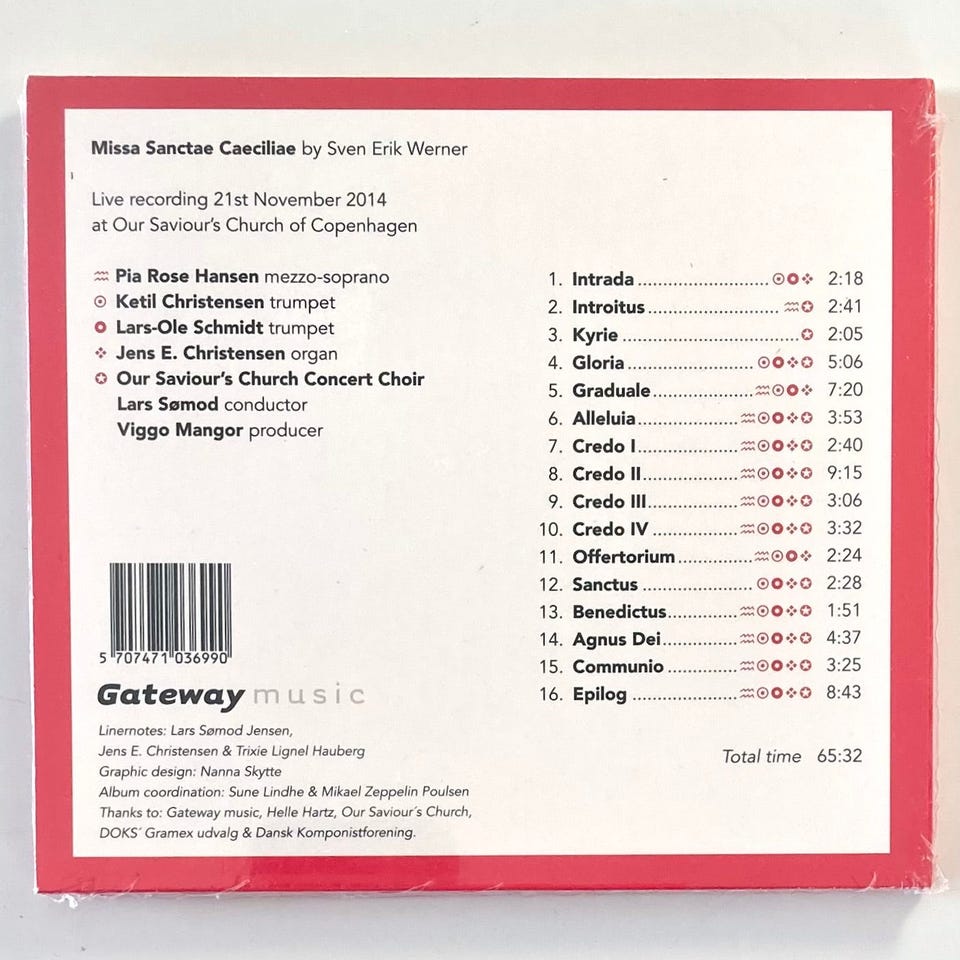 Missa Sanctae Caeciliae by Sven Erik Werner
Live recording 21st November 2014
at Our Saviour's Church of Copenhagen
Pia Rose Hansen mezzo-soprano
Ketil Christensen trumpet
Lars-Ole Schmidt trumpet
Jens E. Christensen organ
Our Saviour's Church Concert Choir
Lars Sømod conductor
Viggo Mangor producer
1. Intrada 2:18
2. Introitus 2:41
3. Kyrie 2:05
4. Gloria 5:06
5. Graduale 7:20
6. Alleluia 3:53
7. Credo I 2:40
8. Credo II 9:15
9. Credo III 3:06
10. Credo IV 3:32
11. Offertorium 2:24
12. Sanctus 2:28
13. Benedictus 1:51
14. Agnus Dei 4:37
15. Communio 3:25
16. Epilog 8:43
Total time 65:32
5 707471 036990
Gateway music
Linernotes: Lars Sømod Jensen,
Jens E. Christensen & Trixie Lignel Hauberg
Graphic design: Nanna Skytte
Album coordination: Sune Lindhe & Mikael Zeppelin Poulsen
Thanks to: Gateway music, Helle Hartz, Our Saviour´s Church,
DOKS´ Gramex udvalg & Dansk Komponistforening.